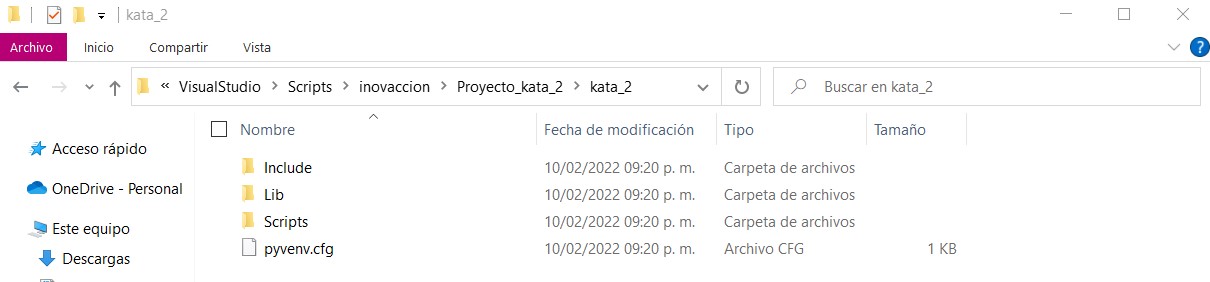 kata_2
Archivo Inicio Compartir Vista
« VisualStudio > Scripts > inovaccion > Proyecto_kata_2 > kata_2
Buscar en kata_2
Nombre Fecha de modificación Tipo Tamaño
Acceso rápido
OneDrive - Personal
Este equipo
Descargas
Include 10/02/2022 09:20 p. m. Carpeta de archivos
Lib 10/02/2022 09:20 p. m. Carpeta de archivos
Scripts 10/02/2022 09:20 p. m. Carpeta de archivos
pyvenv.cfg 10/02/2022 09:20 p. m. Archivo CFG 1 KB